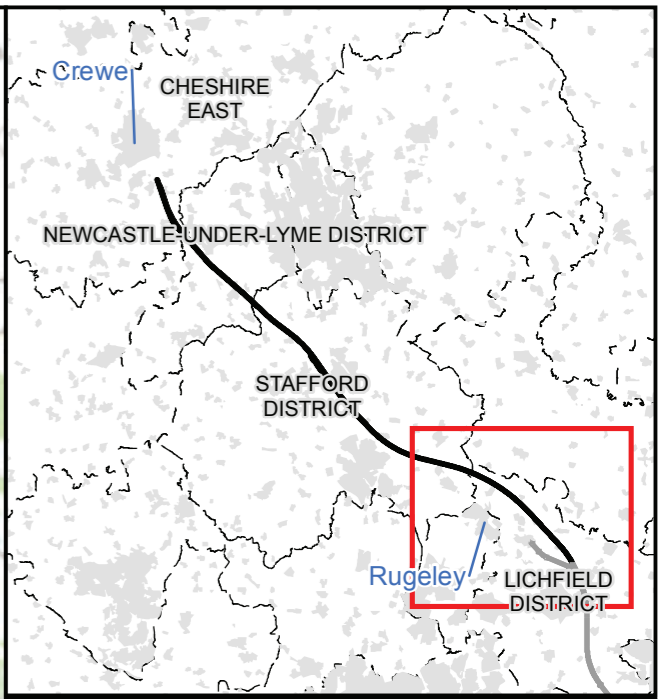 Crewe
CHESHIRE
EAST
NEWCASTLE-UNDER-LYME DISTRICT
STAFFORD
DISTRICT
Rugeley
LICHFIELD
DISTRICT